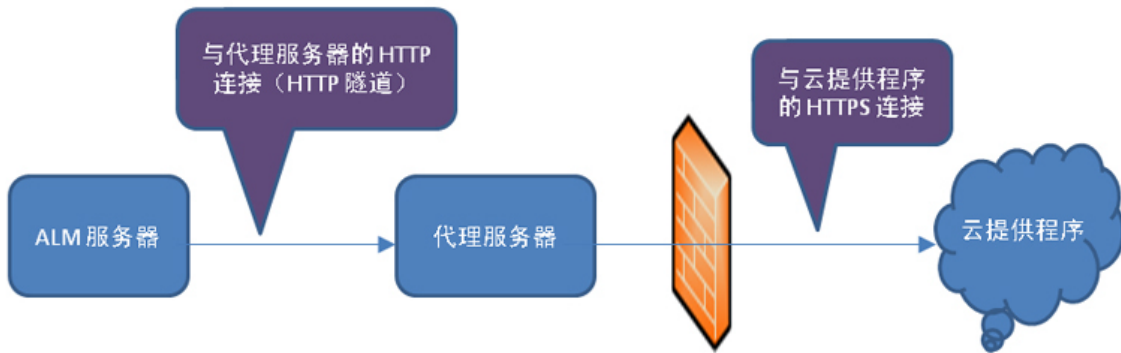 与代理服务器的 HTTP
连接（HTTP 隧道）
与云提供程序
的 HTTPS 连接
ALM 服务器
代理服务器
云提供程序